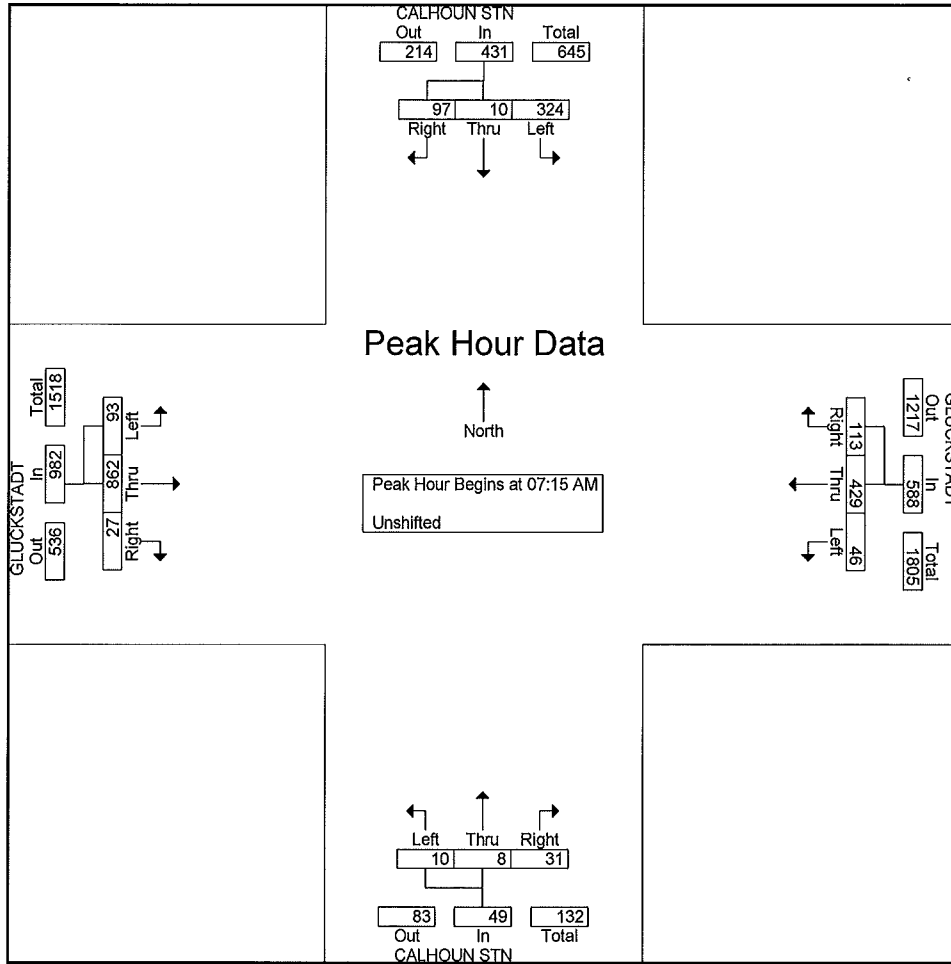 CALHOUN STN
Out In Total
214 431 645
97 10 324
Right Thru Left
Peak Hour Data
North
Peak Hour Begins at 07:15 AM
Unshifted
GLUCKSTADT
Out In Total
536 982 1518
93 862 27
Left Thru Right
GLUCKSTADT
Out In Total
1217 588 1805
113 429 46
Right Thru Left
Left Thru Right
10 8 31
83 49 132
Out In Total
CALHOUN STN